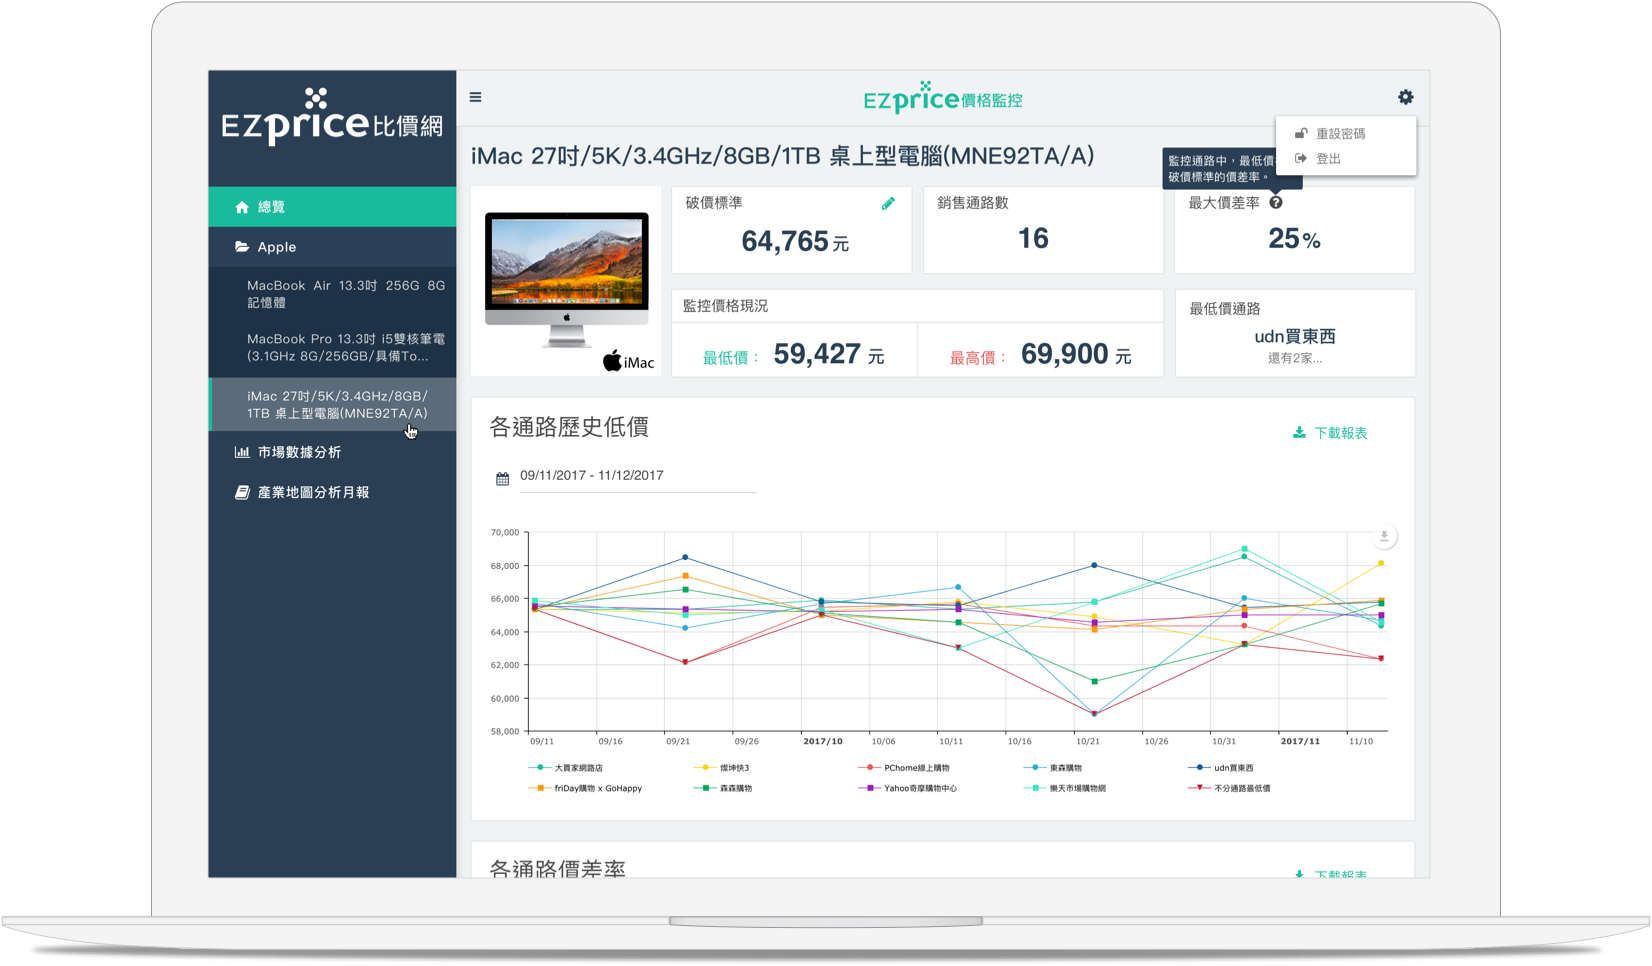 EZprice比價網
總覽
Apple
MacBook Air 13.3吋 256G 8G
記憶體
MacBook Pro 13.3吋 i5雙核筆電
(3.1GHz 8G/256GB/具備To...
iMac 27吋/5K/3.4GHz/8GB/
1TB 桌上型電腦(MNE92TA/A)
市場數據分析
產業地圖分析月報
EZprice價格監控
重設密碼
登出
iMac 27吋/5K/3.4GHz/8GB/1TB 桌上型電腦(MNE92TA/A)
監控通路中，最低價
破價標準的價差率。
iMac
破價標準
64,765元
銷售通路數
16
最大價差率
25%
監控價格現況
最低價： 59,427 元
最高價： 69,900 元
最低價通路
udn買東西
還有2家...
各通路歷史低價
下載報表
09/11/2017 - 11/12/2017
70,000
68,000
66,000
64,000
62,000
60,000
58,000
09/11 09/16 09/21 09/26 2017/10 10/06 10/11 10/16 10/21 10/26 10/31 2017/11 11/10
大買家網路店 燦坤快3 PChome線上購物 東森購物 udn買東西
friDay購物 x GoHappy 森森購物 Yahoo奇摩購物中心 樂天市場購物網 不分通路最低價
各通路價差率
下載報表